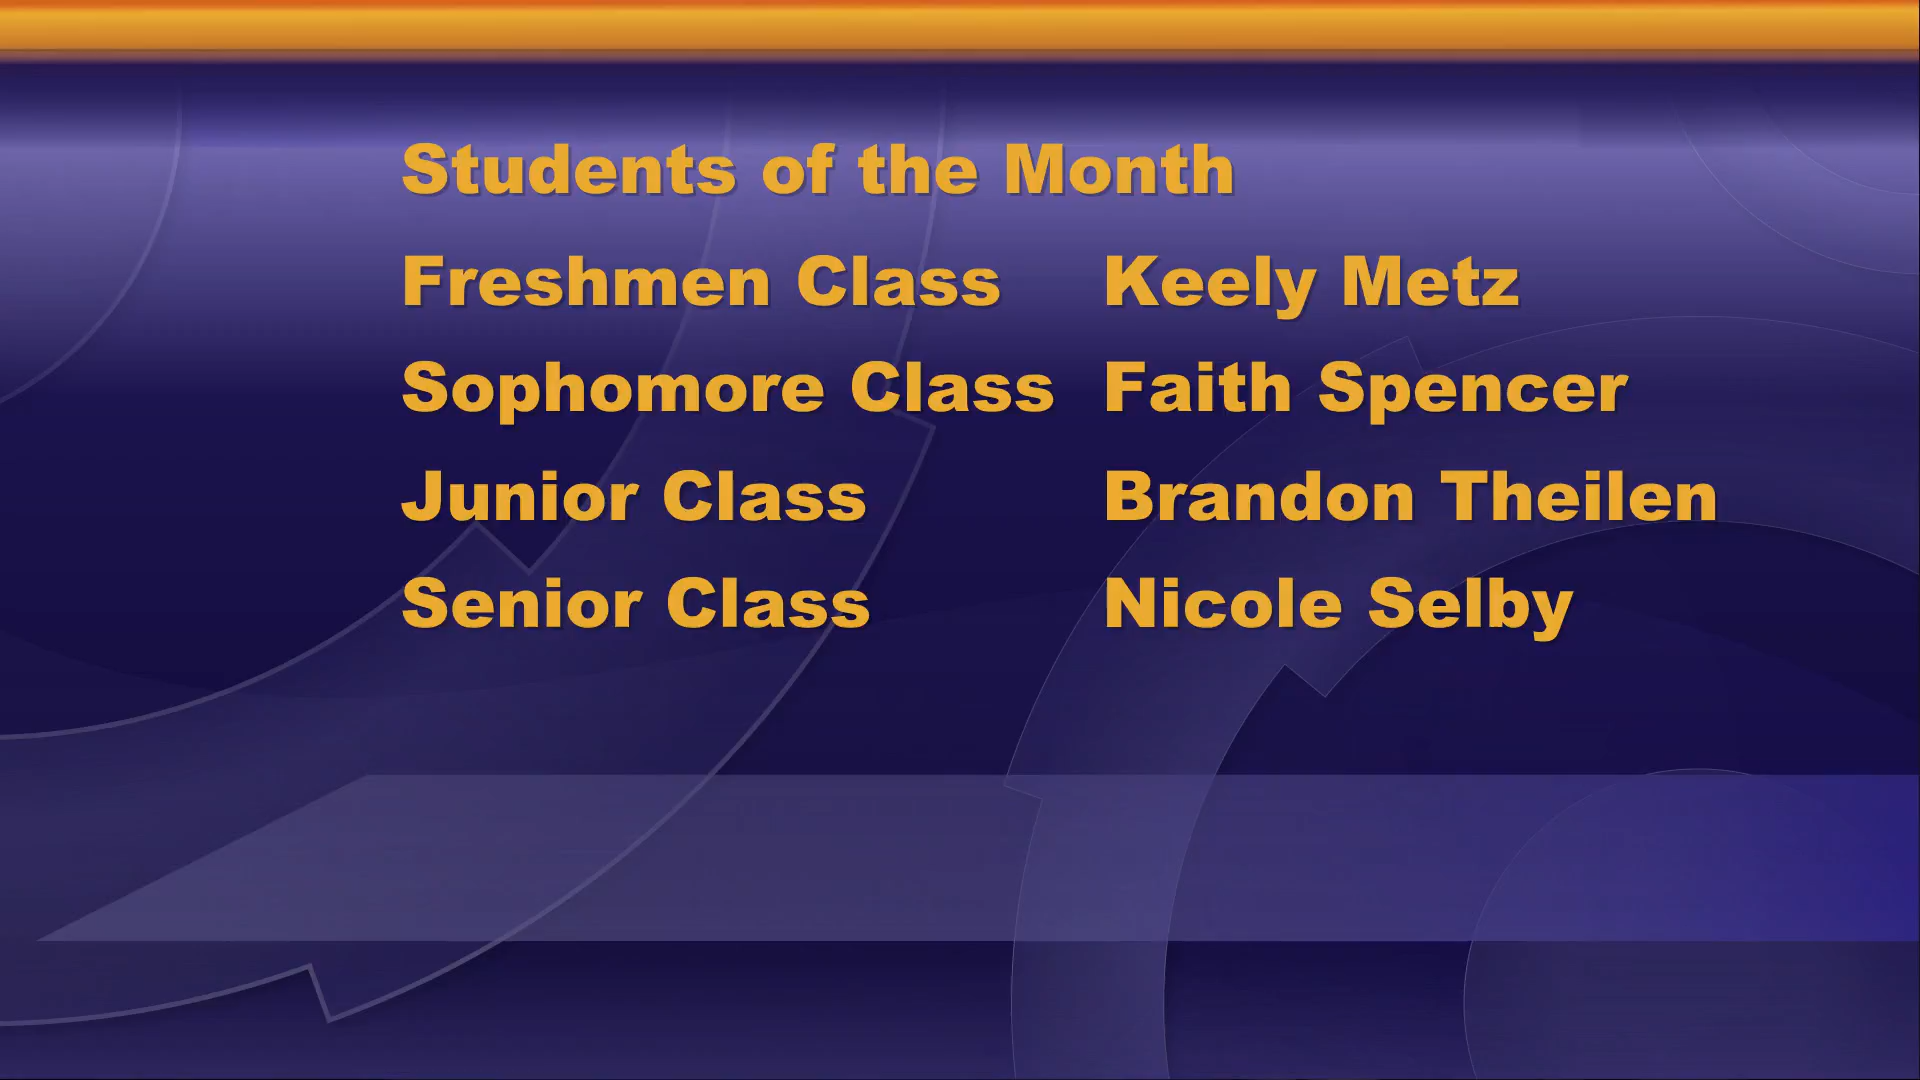 Students of the Month
Freshmen Class Keely Metz
Sophomore Class Faith Spencer
Junior Class Brandon Theilen
Senior Class Nicole Selby